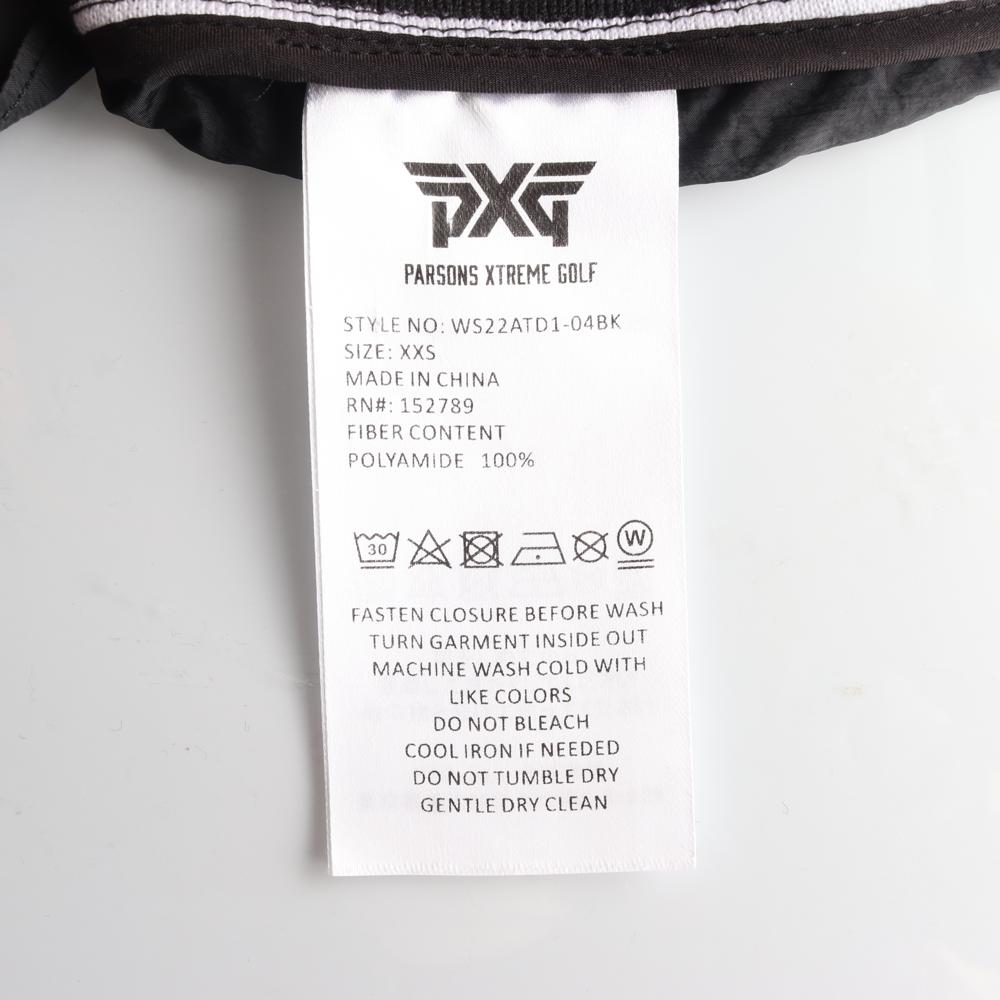 PXG
PARSONS XTREME GOLF
STYLE NO: WS22ATD1-04BK
SIZE: XXS
MADE IN CHINA
RN#: 152789
FIBER CONTENT
POLYAMIDE 100%
30 W
FASTEN CLOSURE BEFORE WASH
TURN GARMENT INSIDE OUT
MACHINE WASH COLD WITH
LIKE COLORS
DO NOT BLEACH
COOL IRON IF NEEDED
DO NOT TUMBLE DRY
GENTLE DRY CLEAN